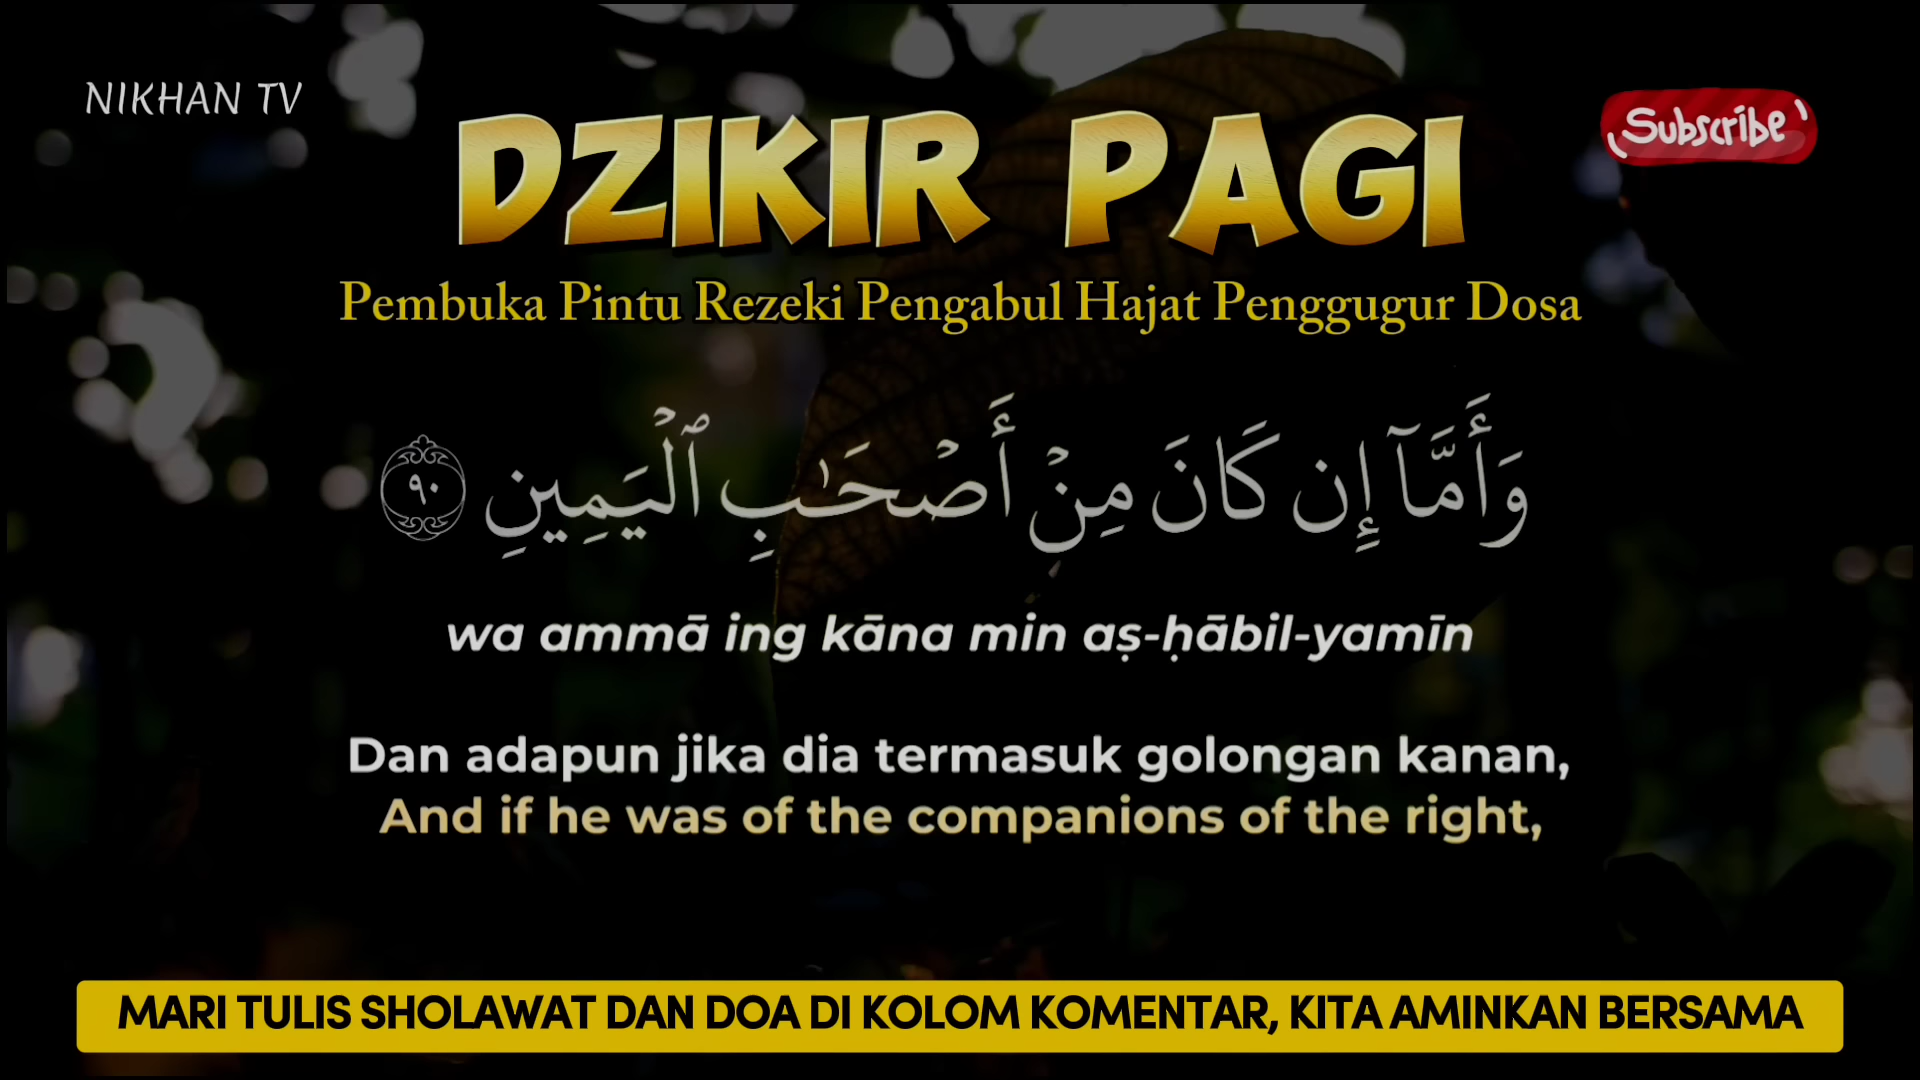 NIKHAN TV
Subscribe
DZIKIR PAGI
Pembuka Pintu Rezeki Pengabul Hajat Penggugur Dosa
وَأَمَّآ إِن كَانَ مِنۡ أَصۡحَٰبِ ٱلۡيَمِينِ ٩٠
wa ammā ing kāna min aṣ-ḥābil-yamīn
Dan adapun jika dia termasuk golongan kanan,
And if he was of the companions of the right,
MARI TULIS SHOLAWAT DAN DOA DI KOLOM KOMENTAR, KITA AMINKAN BERSAMA